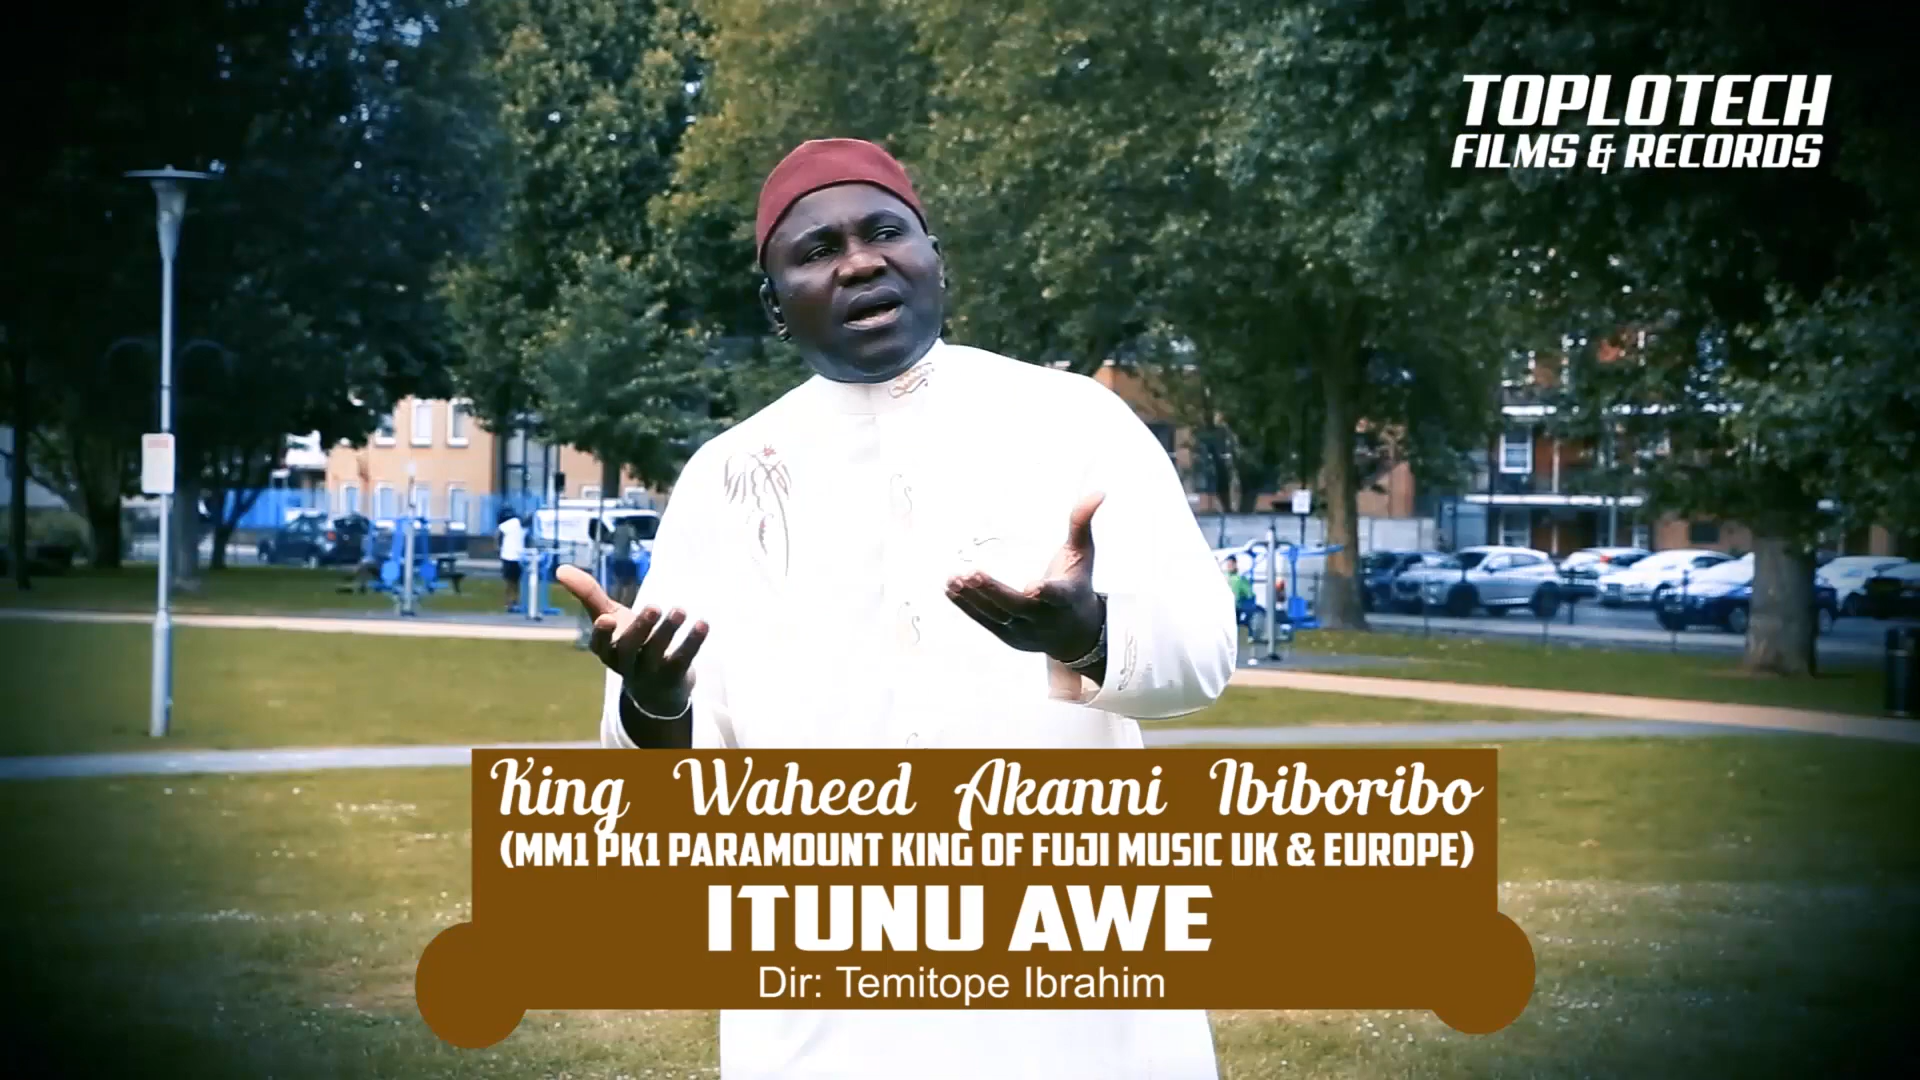 TOPLOTECH
FILMS & RECORDS
King Waheed Akanni Ibiboribo
(MM1 PK1 PARAMOUNT KING OF FUJI MUSIC UK & EUROPE)
ITUNU AWE
Dir: Temitope Ibrahim